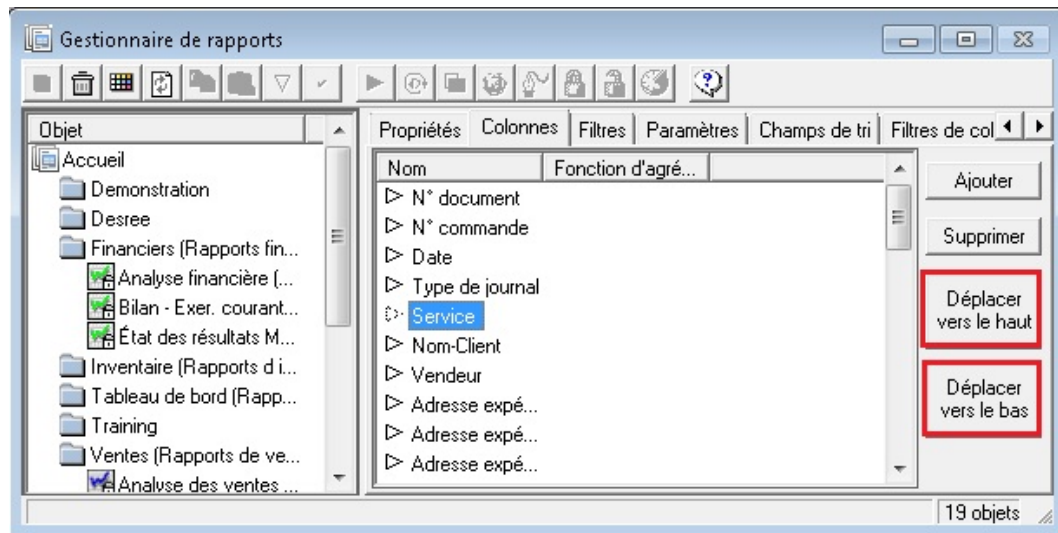 Gestionnaire de rapports
Objet
Accueil
Demonstration
Desree
Financiers (Rapports fin...
Analyse financière (...
Bilan - Exer. courant...
État des résultats M...
Inventaire (Rapports d i...
Tableau de bord (Rapp...
Training
Ventes (Rapports de ve...
Analyse des ventes ...
Propriétés Colonnes Filtres Paramètres Champs de tri Filtres de col
Nom Fonction d'agré...
N° document
N° commande
Date
Type de journal
Service
Nom-Client
Vendeur
Adresse expé...
Adresse expé...
Adresse expé...
Ajouter
Supprimer
Déplacer
vers le haut
Déplacer
vers le bas
19 objets